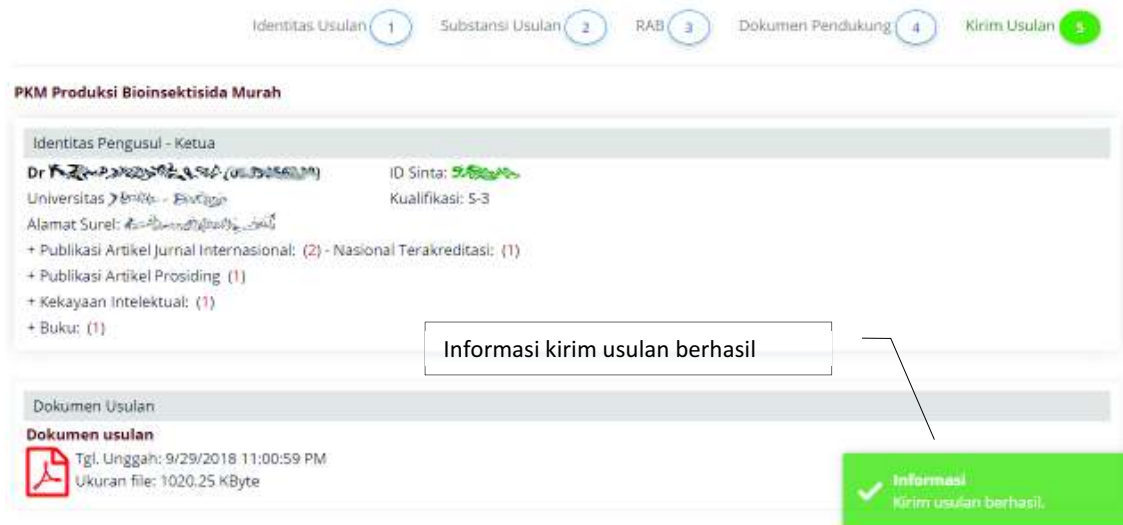 Identitas Usulan 1 Substansi Usulan 2 RAB 3 Dokumen Pendukung 4 Kirim Usulan 5
PKM Produksi Bioinsektisida Murah
Identitas Pengusul - Ketua
Dr
ID Sinta:
Universitas
Kualifikasi: S-3
Alamat Surel:
+ Publikasi Artikel Jurnal Internasional: (2) - Nasional Terakreditasi: (1)
+ Publikasi Artikel Prosiding (1)
+ Kekayaan Intelektual: (1)
+ Buku: (1)
Informasi kirim usulan berhasil
Dokumen Usulan
Dokumen usulan
Tgl. Unggah: 9/29/2018 11:00:59 PM
Ukuran file: 1020.25 KByte
Informasi
Kirim usulan berhasil.